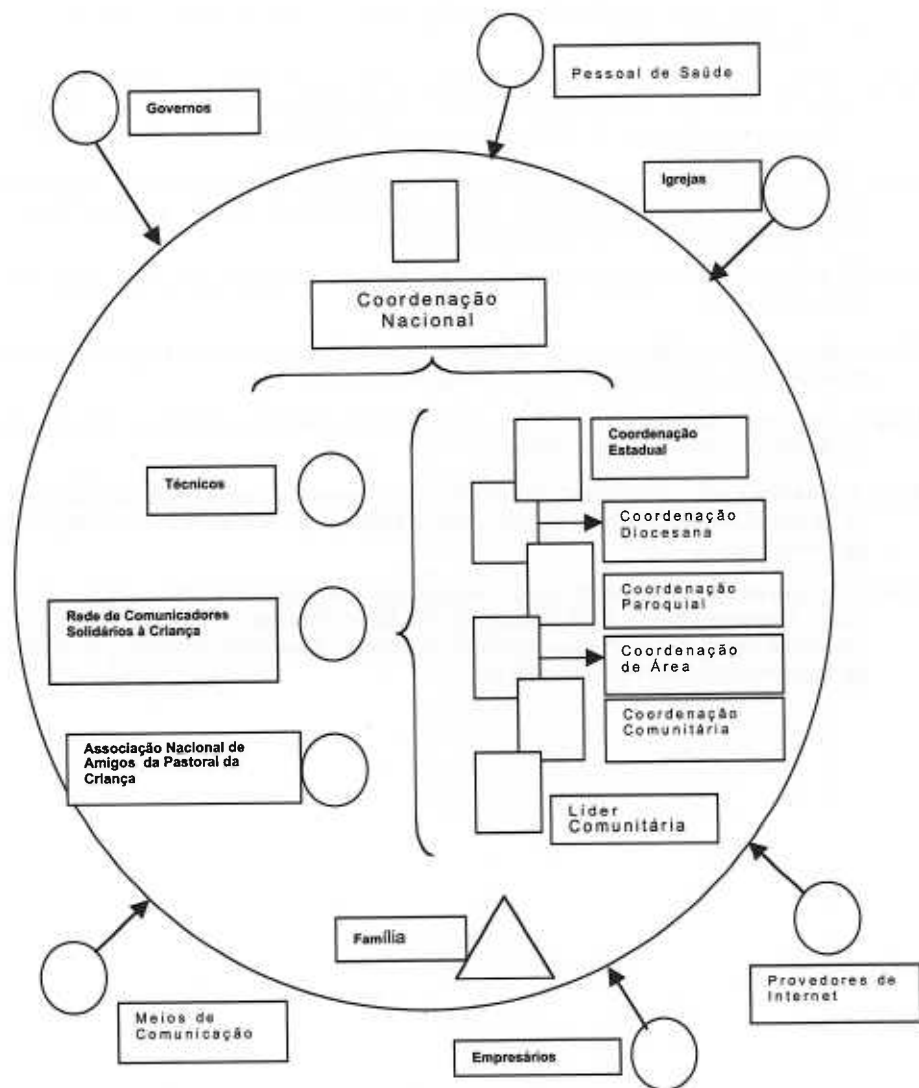 Pessoal de Saúde
Governos
Igrejas
Coordenação
Nacional
Coordenação
Estadual
Técnicos
Coordenação
Diocesana
Coordenação
Paroquial
Rede de Comunicadores
Solidários à Criança
Coordenação
de Área
Coordenação
Comunitária
Associação Nacional de
Amigos da Pastoral da
Criança
Líder
Comunitária
Família
Provedores de
Internet
Meios de
Comunicação
Empresários